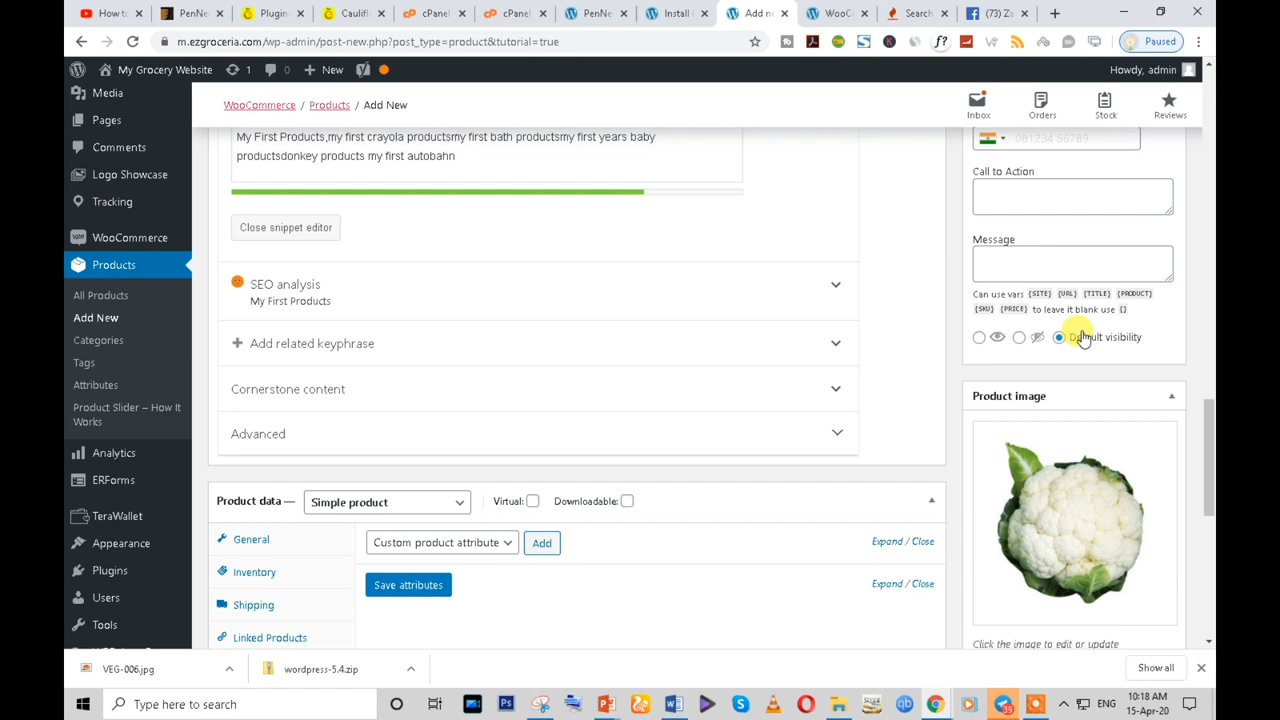 How to
PenNe
Plugin:
Caulifl
cPanel
cPanel
PenNe
Install
Add ne
WooC
Search
(73) Z
m.ezgroceria.com/wp-admin/post-new.php?post_type=product&tutorial=true
Paused
My Grocery Website
1
0
New
Howdy, admin
Media
Pages
Comments
Logo Showcase
Tracking
WooCommerce
Products
All Products
Add New
Categories
Tags
Attributes
Product Slider – How It
Works
Analytics
ERForms
TeraWallet
Appearance
Plugins
Users
Tools
WooCommerce / Products / Add New
Inbox
Orders
Stock
Reviews
My First Products,my first crayola productsmy first bath productsmy first years baby
productsdonkey products my first autobahn
Close snippet editor
SEO analysis
My First Products
Add related keyphrase
Cornerstone content
Advanced
Product data — Simple product Virtual: Downloadable:
General
Inventory
Shipping
Linked Products
Custom product attribute Add Expand / Close
Save attributes Expand / Close
081234 56789
Call to Action
Message
Can use vars {SITE} {URL} {TITLE} {PRODUCT}
{SKU} {PRICE} to leave it blank use {}
Default visibility
Product image
Click the image to edit or update
VEG-006.jpg
wordpress-5.4.zip
Show all
Type here to search
39
ENG
10:18 AM
15-Apr-20